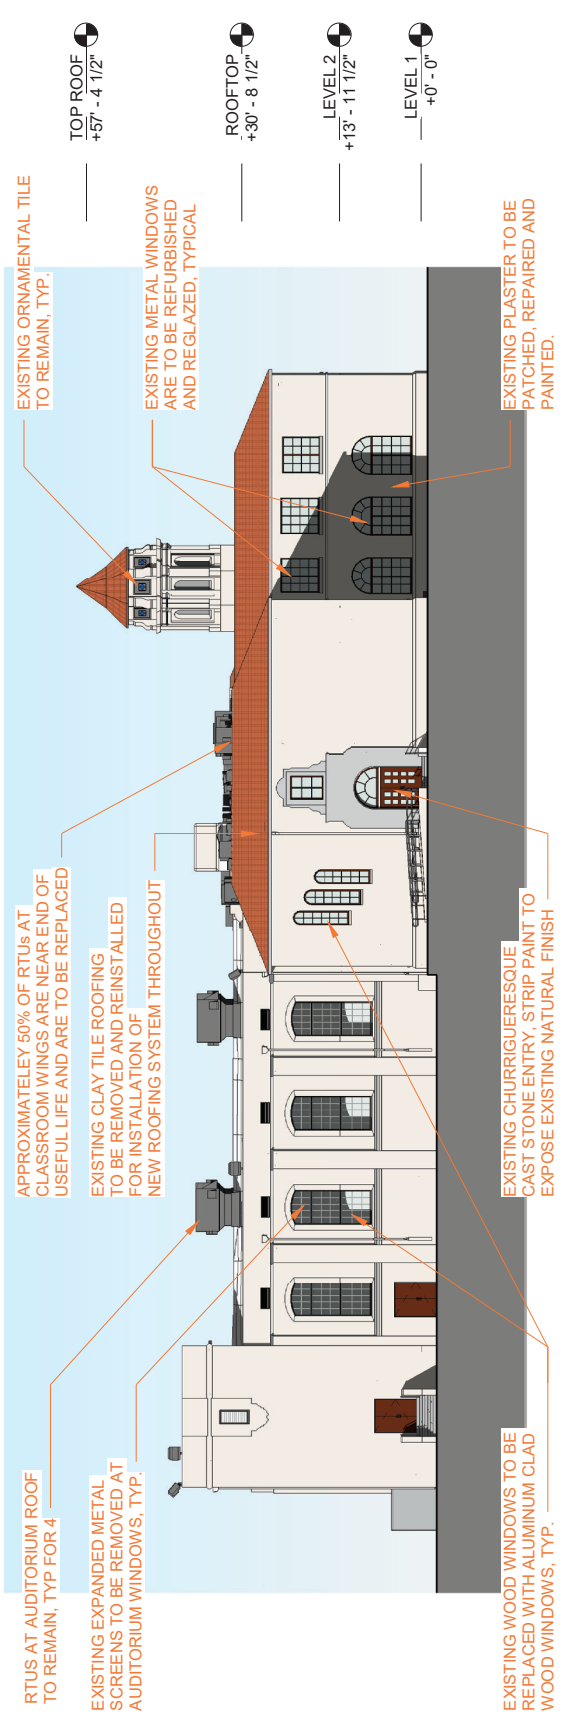 RTUS AT AUDITORIUM ROOF
TO REMAIN, TYP FOR 4
EXISTING EXPANDED METAL
SCREENS TO BE REMOVED AT
AUDITORIUM WINDOWS, TYP.
APPROXIMATELEY 50% OF RTUs AT
CLASSROOM WINGS ARE NEAR END OF
USEFUL LIFE AND ARE TO BE REPLACED
EXISTING CLAY TILE ROOFING
TO BE REMOVED AND REINSTALLED
FOR INSTALLATION OF
NEW ROOFING SYSTEM THROUGHOUT
EXISTING ORNAMENTAL TILE
TO REMAIN, TYP.
EXISTING METAL WINDOWS
ARE TO BE REFURBISHED
AND REGLAZED, TYPICAL
TOP ROOF
+57' - 4 1/2"
ROOFTOP
+30' - 8 1/2"
LEVEL 2
+13' - 11 1/2"
LEVEL 1
+0' - 0"
EXISTING WOOD WINDOWS TO BE
REPLACED WITH ALUMINUM CLAD
WOOD WINDOWS, TYP.
EXISTING CHURRIGUERESQUE
CAST STONE ENTRY, STRIP PAINT TO
EXPOSE EXISTING NATURAL FINISH
EXISTING PLASTER TO BE
PATCHED, REPAIRED AND
PAINTED.